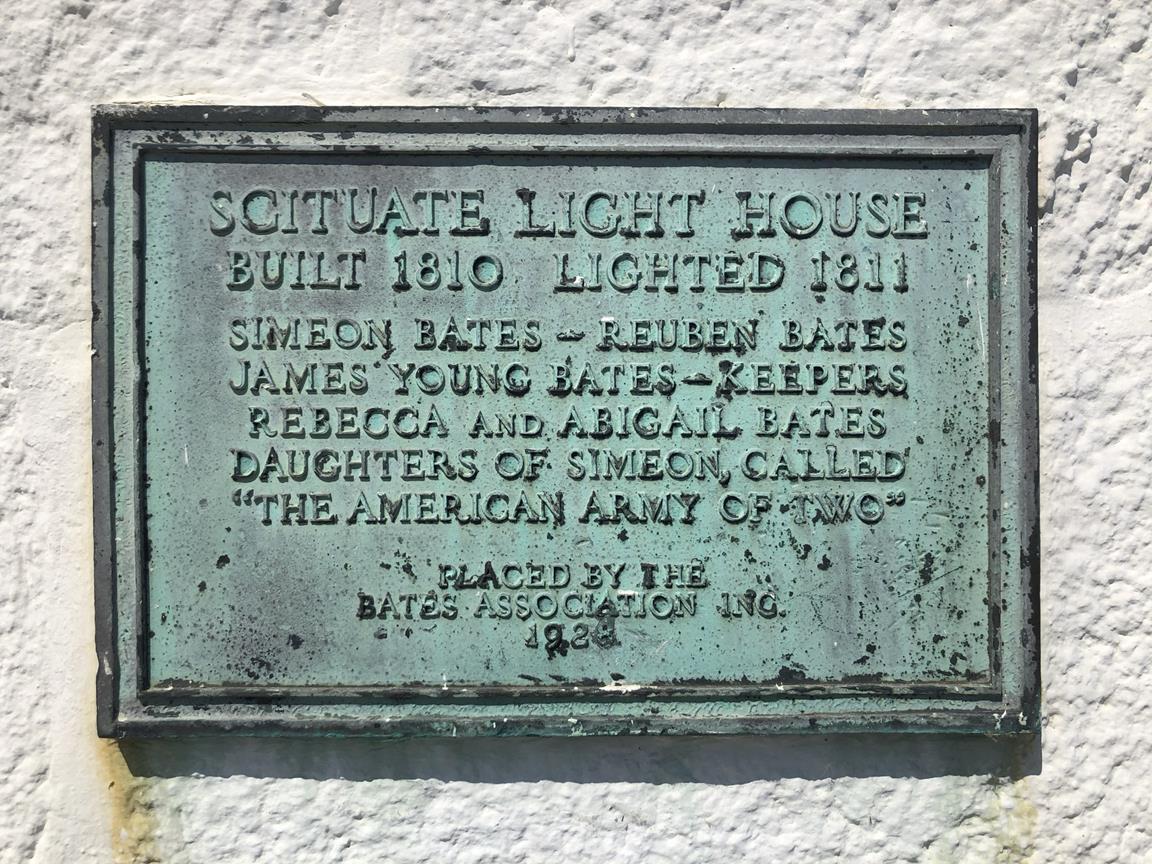 SCITUATE LIGHT HOUSE
BUILT 1810 LIGHTED 1811
SIMEON BATES – REUBEN BATES
JAMES YOUNG BATES – KEEPERS
REBECCA AND ABIGAIL BATES
DAUGHTERS OF SIMEON, CALLED
“THE AMERICAN ARMY OF TWO”
PLACED BY THE
BATES ASSOCIATION INC.
1928